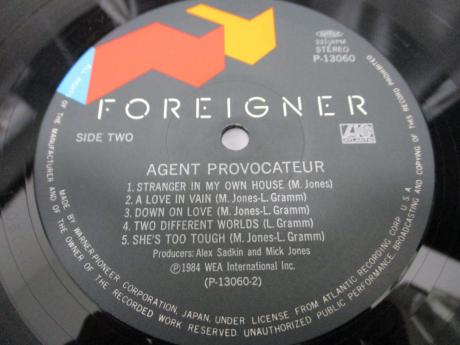 33⅓RPM
STEREO
P-13060
FOREIGNER
SIDE TWO
ATLANTIC
AGENT PROVOCATEUR
1. STRANGER IN MY OWN HOUSE (M. Jones)
2. A LOVE IN VAIN (M. Jones-L. Gramm)
3. DOWN ON LOVE (M. Jones-L. Gramm)
4. TWO DIFFERENT WORLDS (L. Gramm)
5. SHE'S TOO TOUGH (M. Jones-L. Gramm)
Producers: Alex Sadkin and Mick Jones
Ⓟ©1984 WEA International Inc.
(P-13060-2)
MADE BY WARNER-PIONEER CORPORATION, JAPAN, UNDER LICENSE FROM ATLANTIC RECORDING CORP. U.S.A.
OF THE MANUFACTURER AND OF THE OWNER OF THE RECORDED WORK RESERVED. UNAUTHORIZED PUBLIC PERFORMANCE, BROADCASTING AND COPYING OF THIS RECORD PROHIBITED